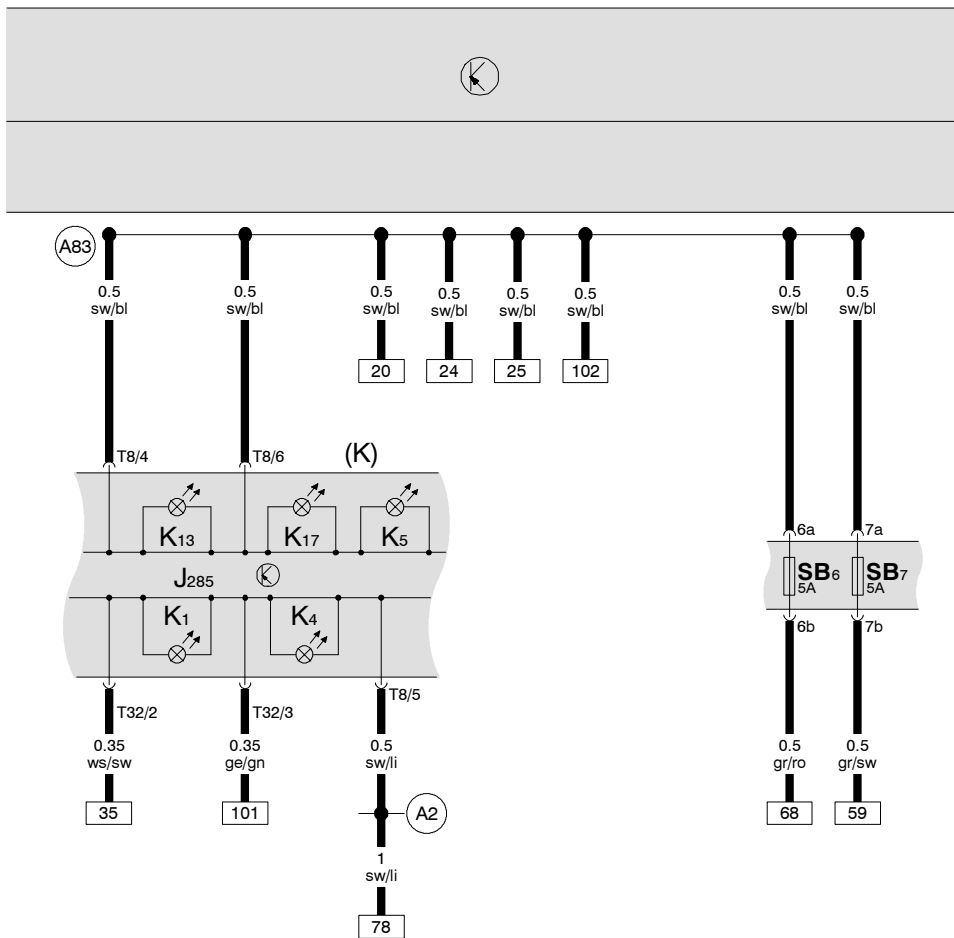 A83
0.5
sw/bl
0.5
sw/bl
0.5
sw/bl
0.5
sw/bl
0.5
sw/bl
0.5
sw/bl
0.5
sw/bl
0.5
sw/bl
20
24
25
102
T8/4
T8/6
(K)
K13
K17
K5
J285
K1
K4
6a
7a
SB6
5A
SB7
5A
6b
7b
T32/2
T32/3
T8/5
0.35
ws/sw
0.35
ge/gn
0.5
sw/li
0.5
gr/ro
0.5
gr/sw
35
101
A2
68
59
1
sw/li
78